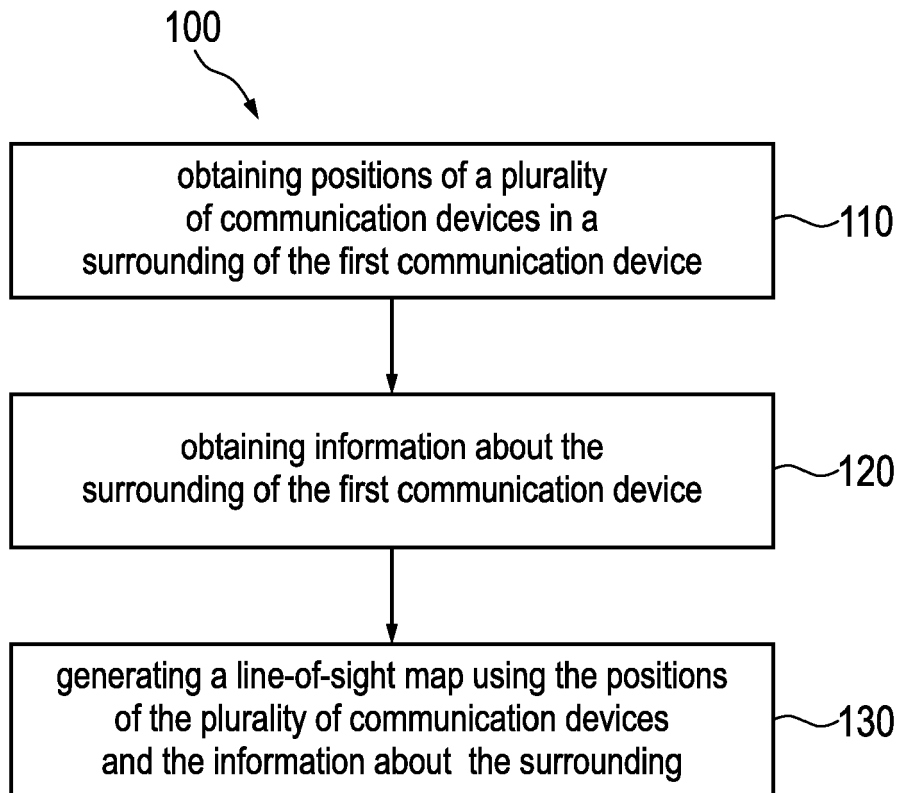 100
obtaining positions of a plurality
of communication devices in a
surrounding of the first communication device
110
obtaining information about the
surrounding of the first communication device
120
generating a line-of-sight map using the positions
of the plurality of communication devices
and the information about the surrounding
130